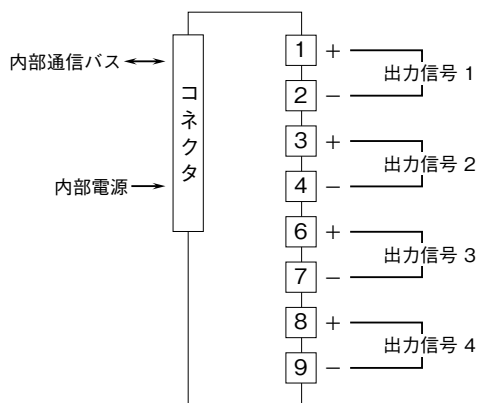 内部通信バス
内部電源
コネクタ
1 +
出力信号 1
2 −
3 +
出力信号 2
4 −
6 +
出力信号 3
7 −
8 +
出力信号 4
9 −